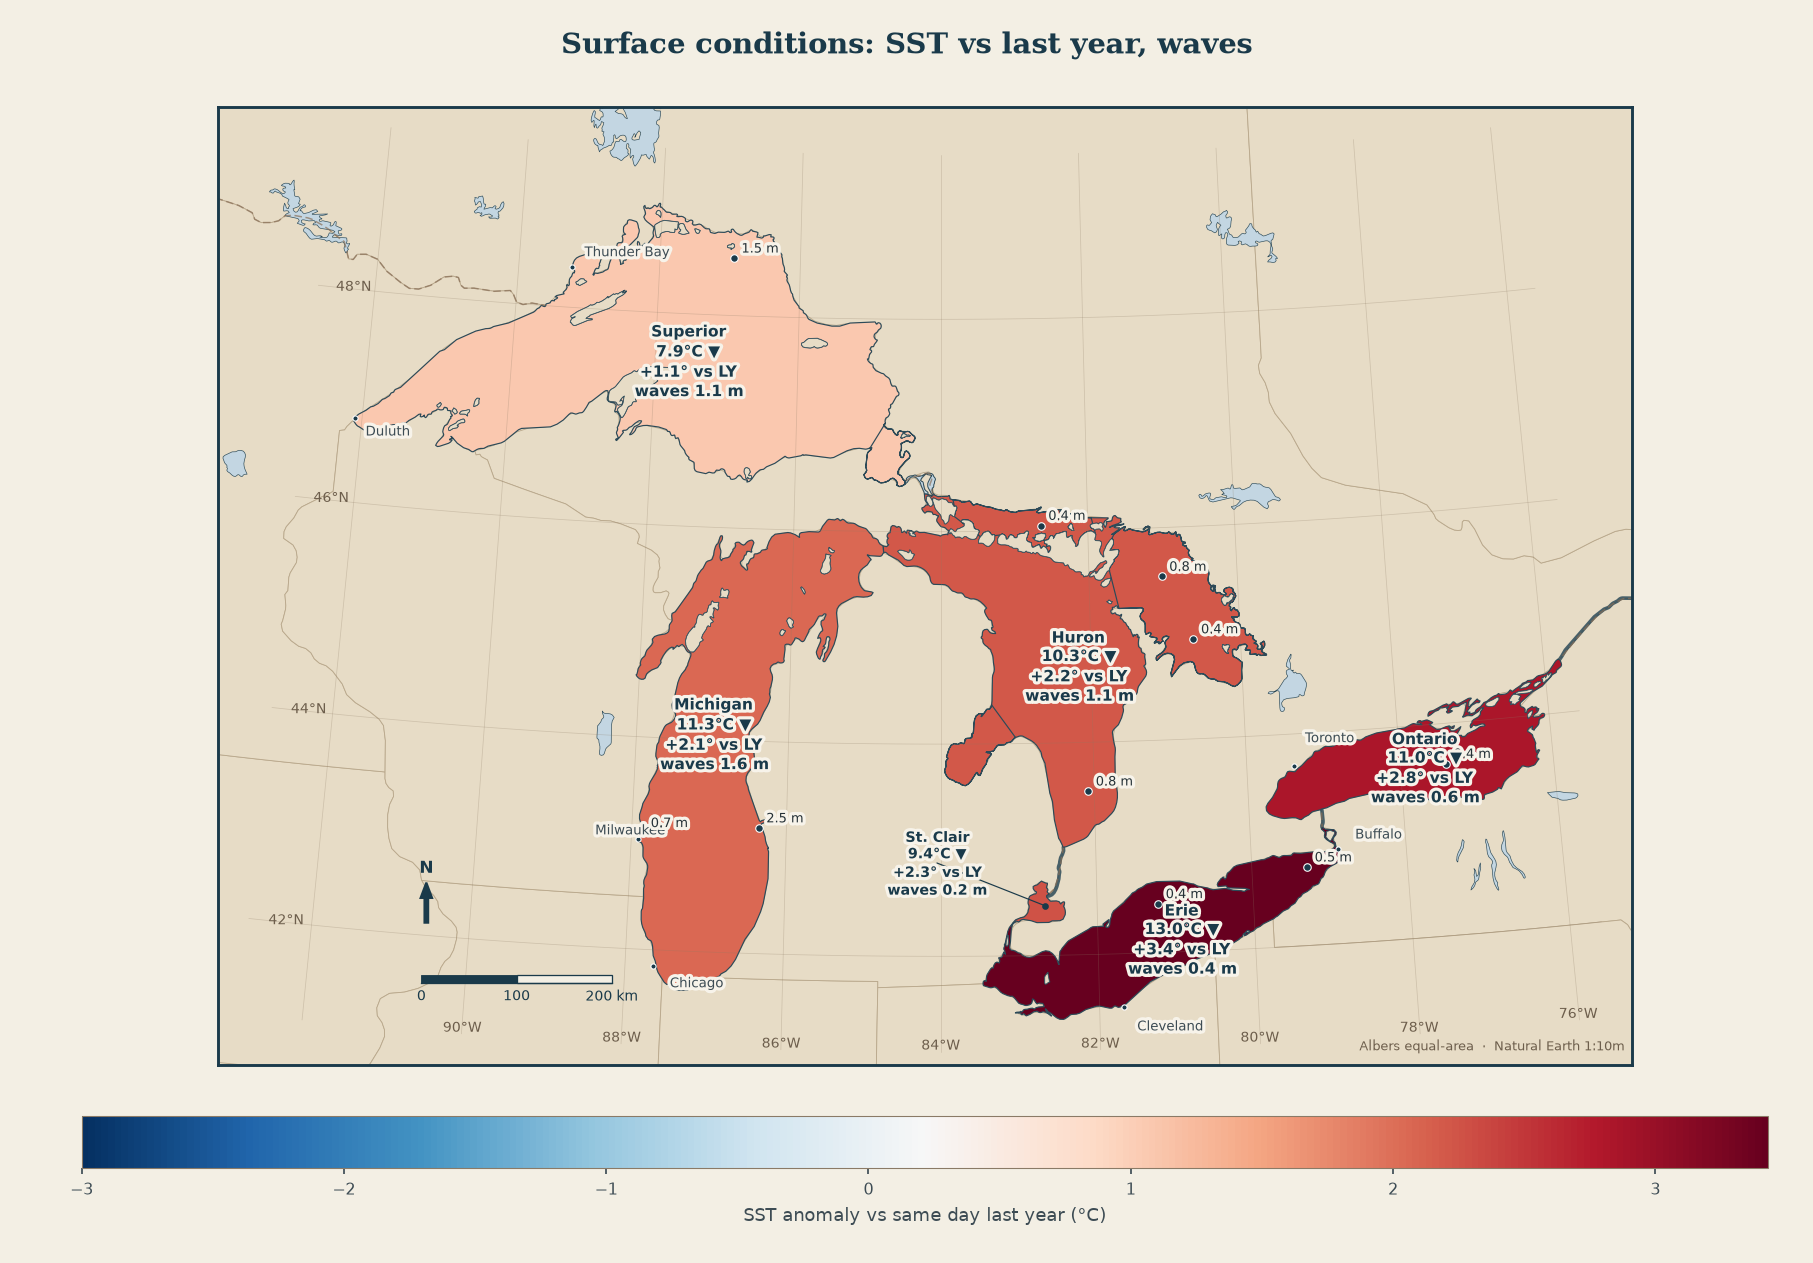 Surface conditions: SST vs last year, waves
Thunder Bay
1.5 m
48°N
Superior
7.9°C ▼
+1.1° vs LY
waves 1.1 m
Duluth
46°N
0.4 m
0.8 m
0.4 m
Huron
10.3°C ▼
+2.2° vs LY
waves 1.1 m
44°N
Michigan
11.3°C ▼
+2.1° vs LY
waves 1.6 m
Toronto
Ontario
11.0°C ▼
+2.8° vs LY
waves 0.6 m
0.8 m
2.5 m
Milwaukee
0.7 m
St. Clair
9.4°C ▼
+2.3° vs LY
waves 0.2 m
Buffalo
0.5 m
N
0.4 m
Erie
13.0°C ▼
+3.4° vs LY
waves 0.4 m
42°N
Chicago
0 100 200 km
Cleveland
90°W 88°W 86°W 84°W 82°W 80°W 78°W 76°W
Albers equal-area · Natural Earth 1:10m
−3 −2 −1 0 1 2 3
SST anomaly vs same day last year (°C)